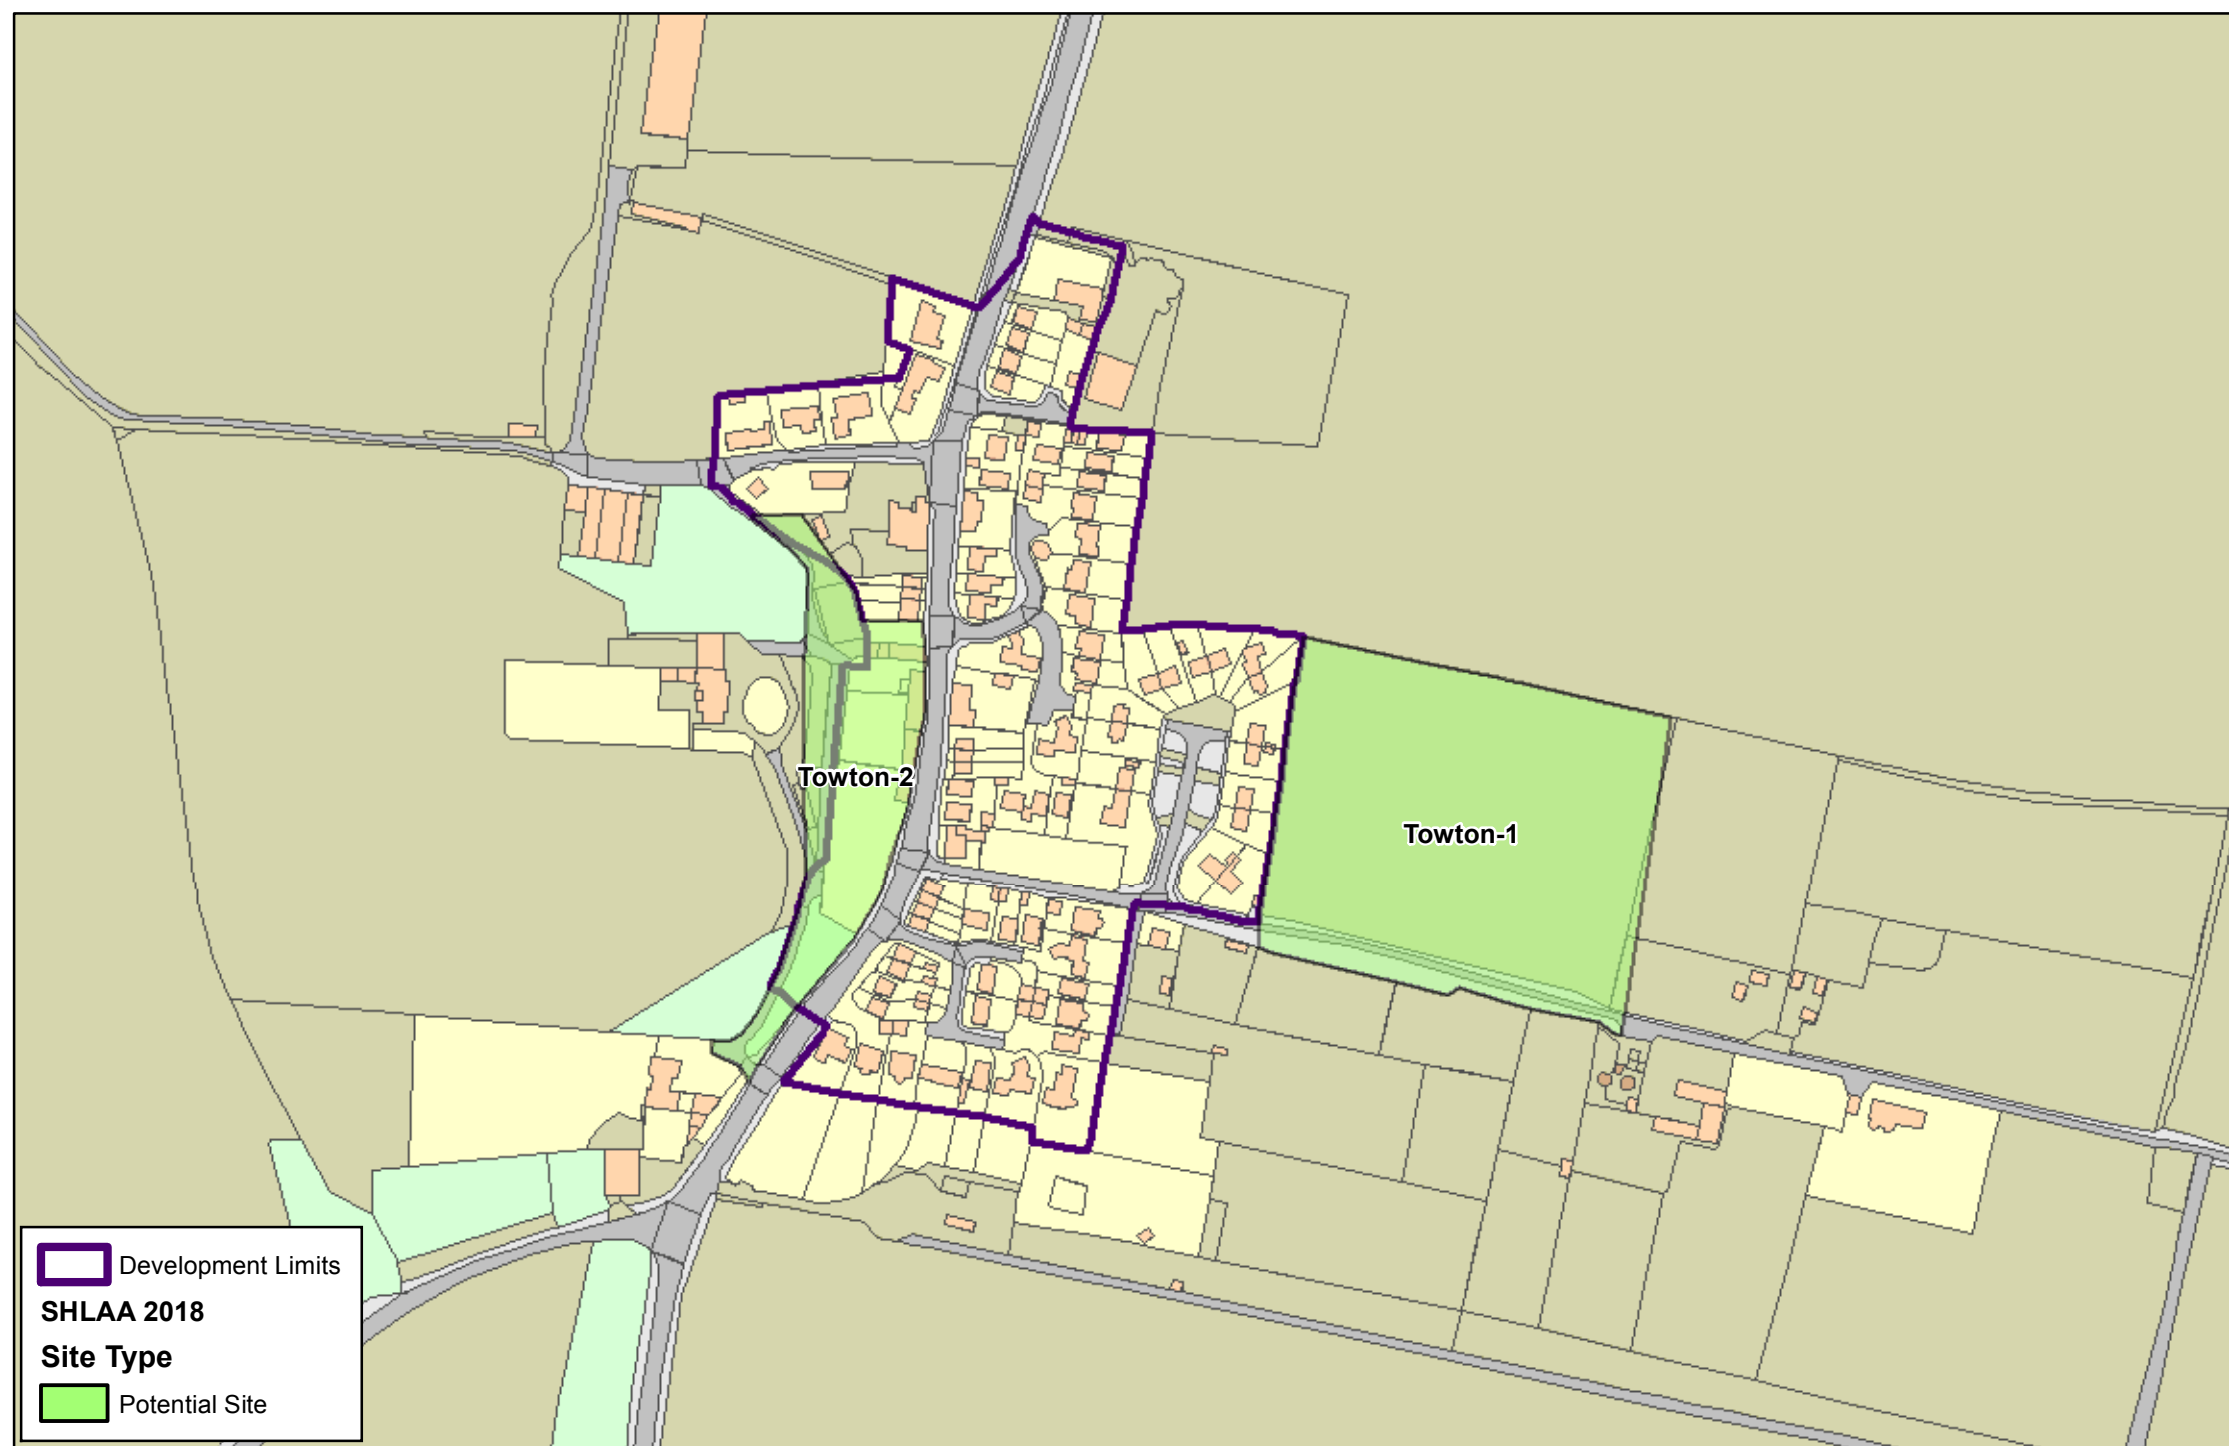 Towton-2
Towton-1
Development Limits
SHLAA 2018
Site Type
Potential Site